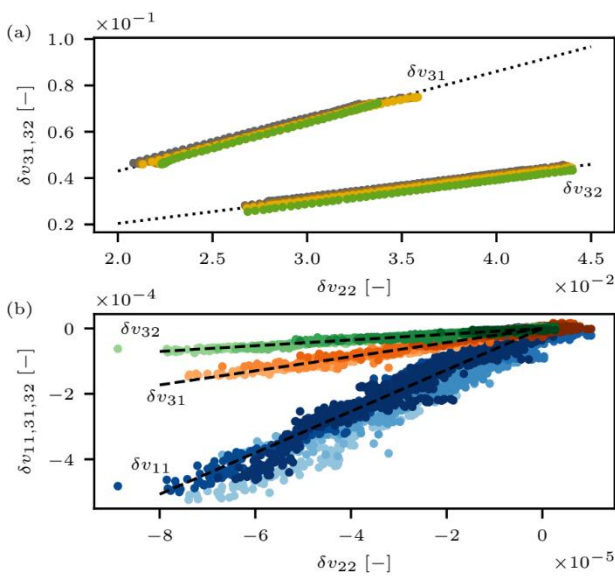 ×10⁻¹
(a)
1.0
0.8
0.6
0.4
0.2
δv₃₁,₃₂ [−]
δv₃₁
δv₃₂
2.0 2.5 3.0 3.5 4.0 4.5
δv₂₂ [−]
×10⁻²
×10⁻⁴
(b)
0
−2
−4
δv₁₁,₃₁,₃₂ [−]
δv₃₂
δv₃₁
δv₁₁
−8 −6 −4 −2 0
δv₂₂ [−]
×10⁻⁵